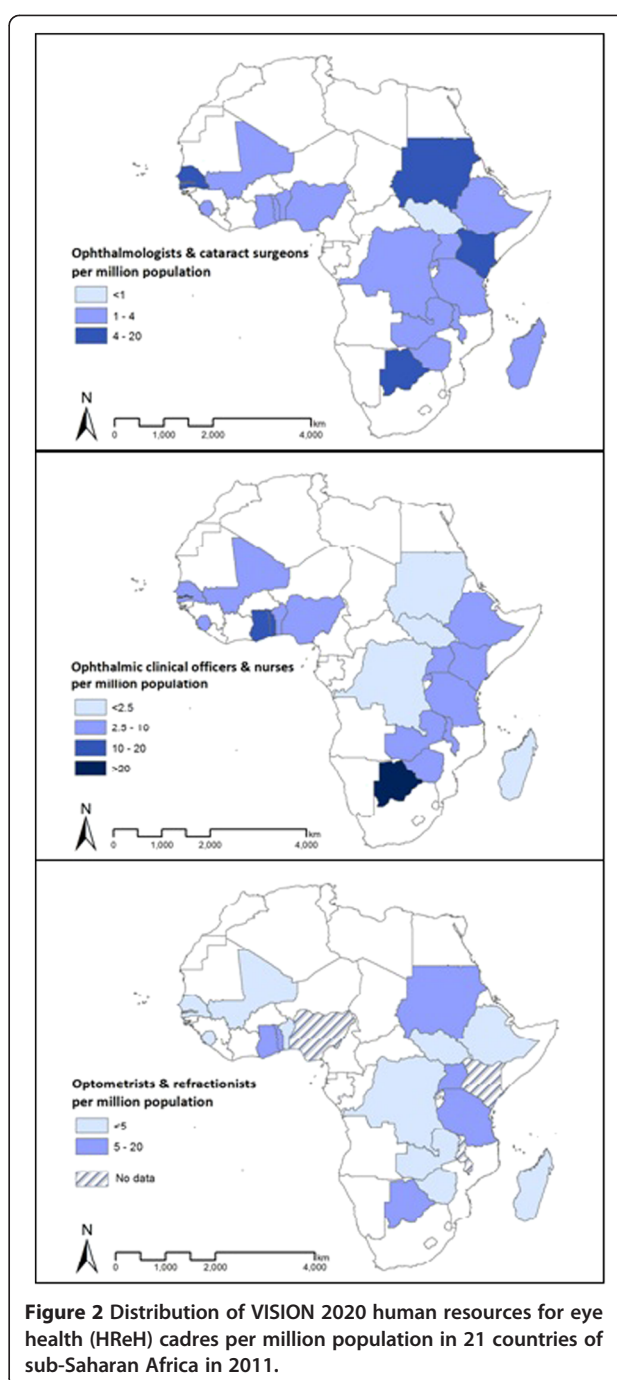 Ophthalmologists & cataract surgeons
per million population
<1
1 - 4
4 - 20
N
km
0 1,000 2,000 4,000
Ophthalmic clinical officers & nurses
per million population
<2.5
2.5 - 10
10 - 20
>20
N
km
0 1,000 2,000 4,000
Optometrists & refractionists
per million population
<5
5 - 20
No data
N
km
0 1,000 2,000 4,000
Figure 2 Distribution of VISION 2020 human resources for eye
health (HReH) cadres per million population in 21 countries of
sub-Saharan Africa in 2011.